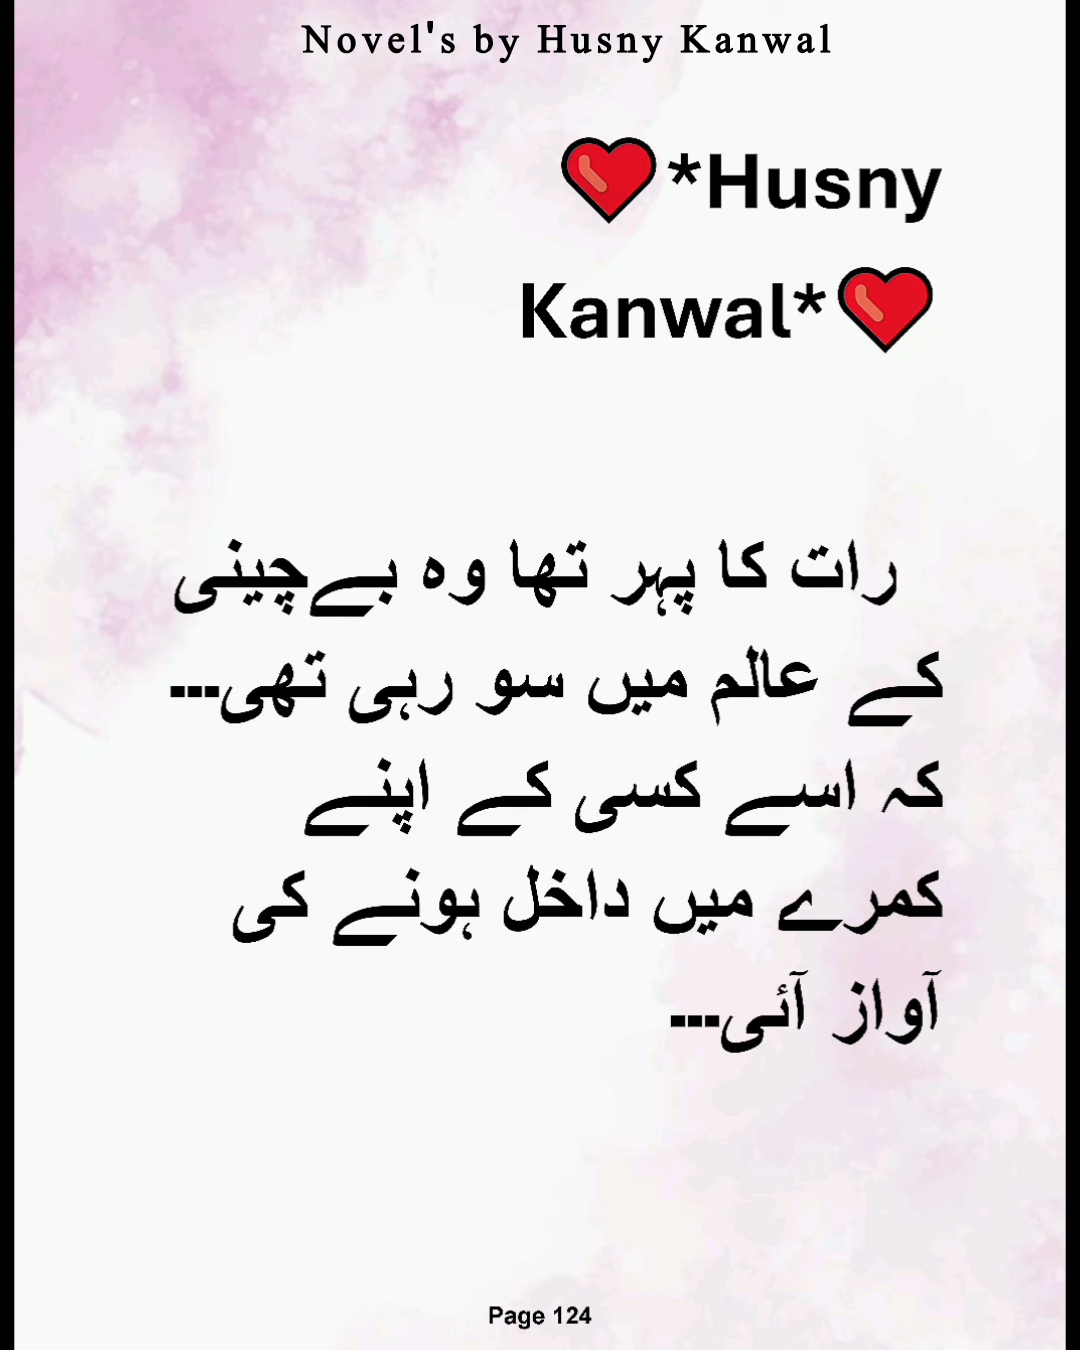 Novel's by Husny Kanwal
❤️*Husny
Kanwal*❤️
رات کا پہر تھا وہ بےچینی
کے عالم میں سو رہی تھی...
کہ اسے کسی کے اپنے
کمرے میں داخل ہونے کی
آواز آئی...
Page 124